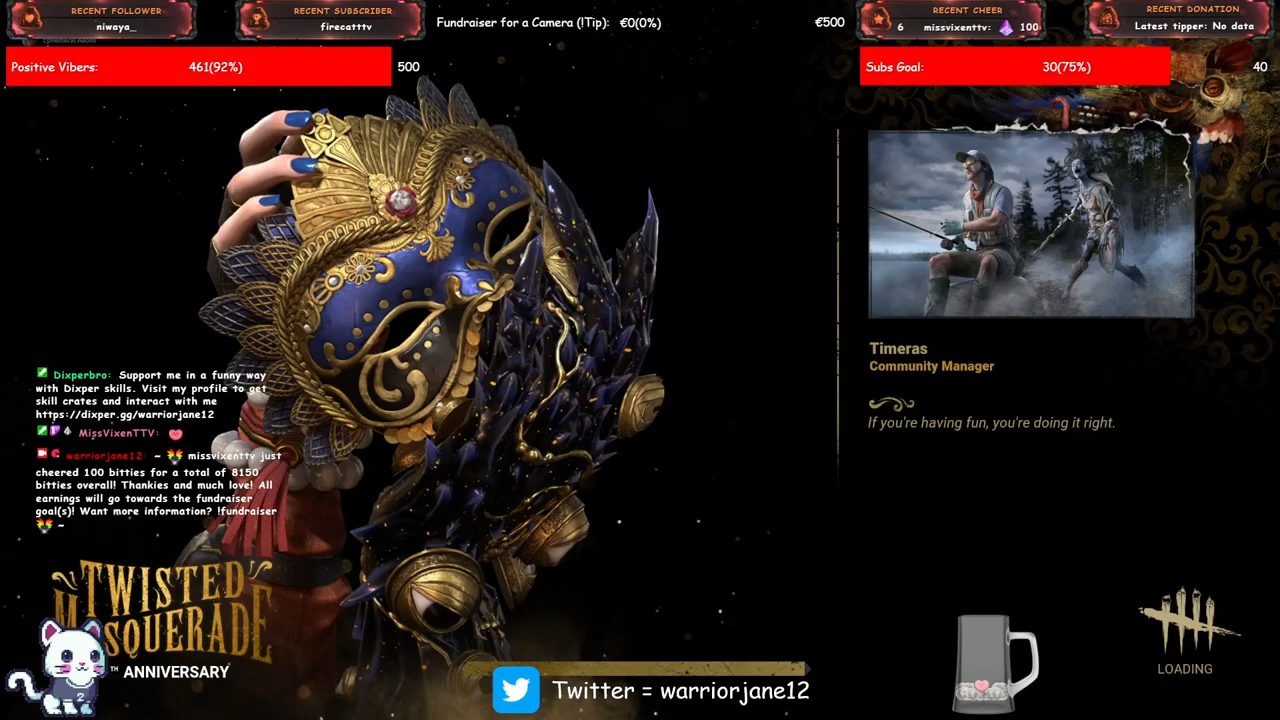 RECENT FOLLOWER
niwaya_
RECENT SUBSCRIBER
firecatttv
Fundraiser for a Camera (!Tip): €0(0%)
€500
RECENT CHEER
6 missvixenttv: 100
RECENT DONATION
Latest tipper: No data
Ephemeral Aeons
Positive Vibers: 461(92%) 500
Subs Goal: 30(75%) 40
Timeras
Community Manager
If you're having fun, you're doing it right.
Dixperbro: Support me in a funny way
with Dixper skills. Visit my profile to get
skill crates and interact with me
https://dixper.gg/warriorjane12
MissVixenTTV:
warriorjane12: ~ missvixenttv just
cheered 100 bitties for a total of 8150
bitties overall! Thankies and much love! All
earnings will go towards the fundraiser
goal(s)! Want more information? !fundraiser
~
TWISTED
M SQUERADE
TH ANNIVERSARY
2
Twitter = warriorjane12
LOADING